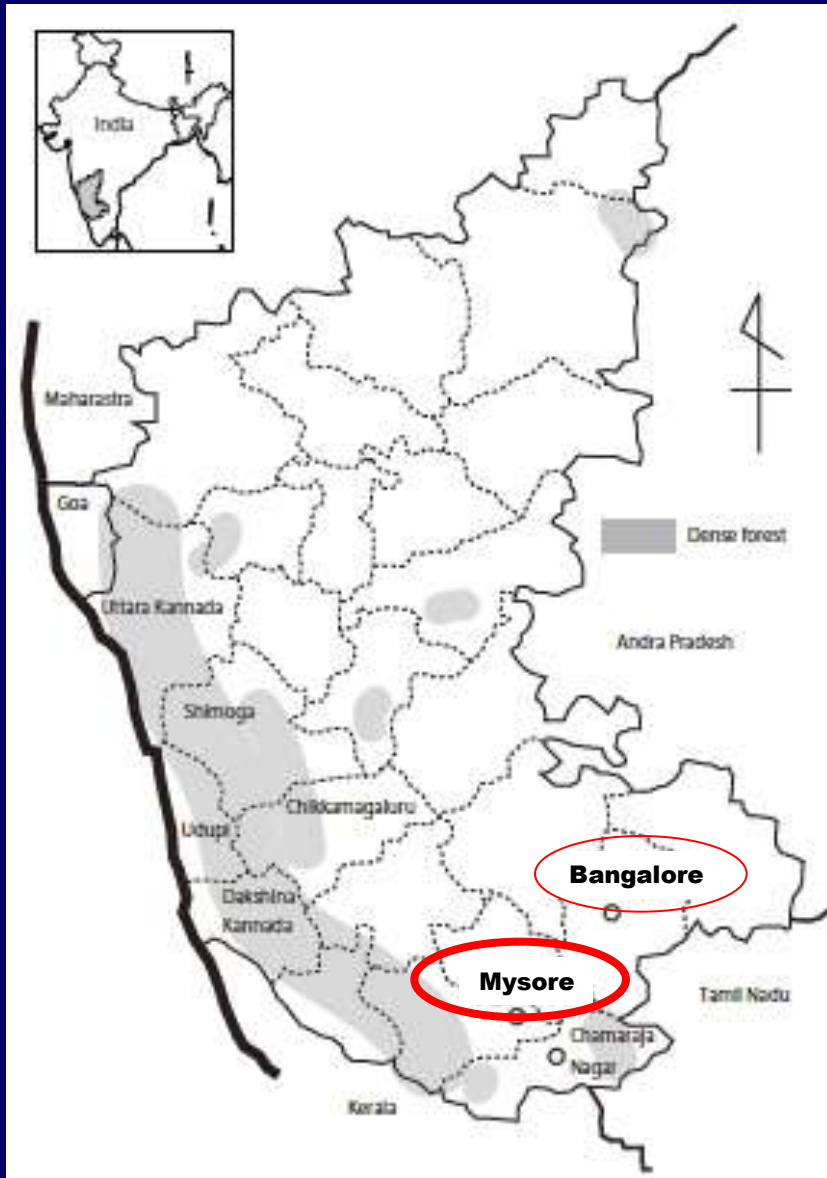 India
Maharastra
Goa
Dense forest
Uttara Kannada
Andra Pradesh
Shimoga
Chikkamagaluru
Udupi
Bangalore
Dakshina
Kannada
Mysore
Tamil Nadu
Chamaraja
Nagar
Kerala